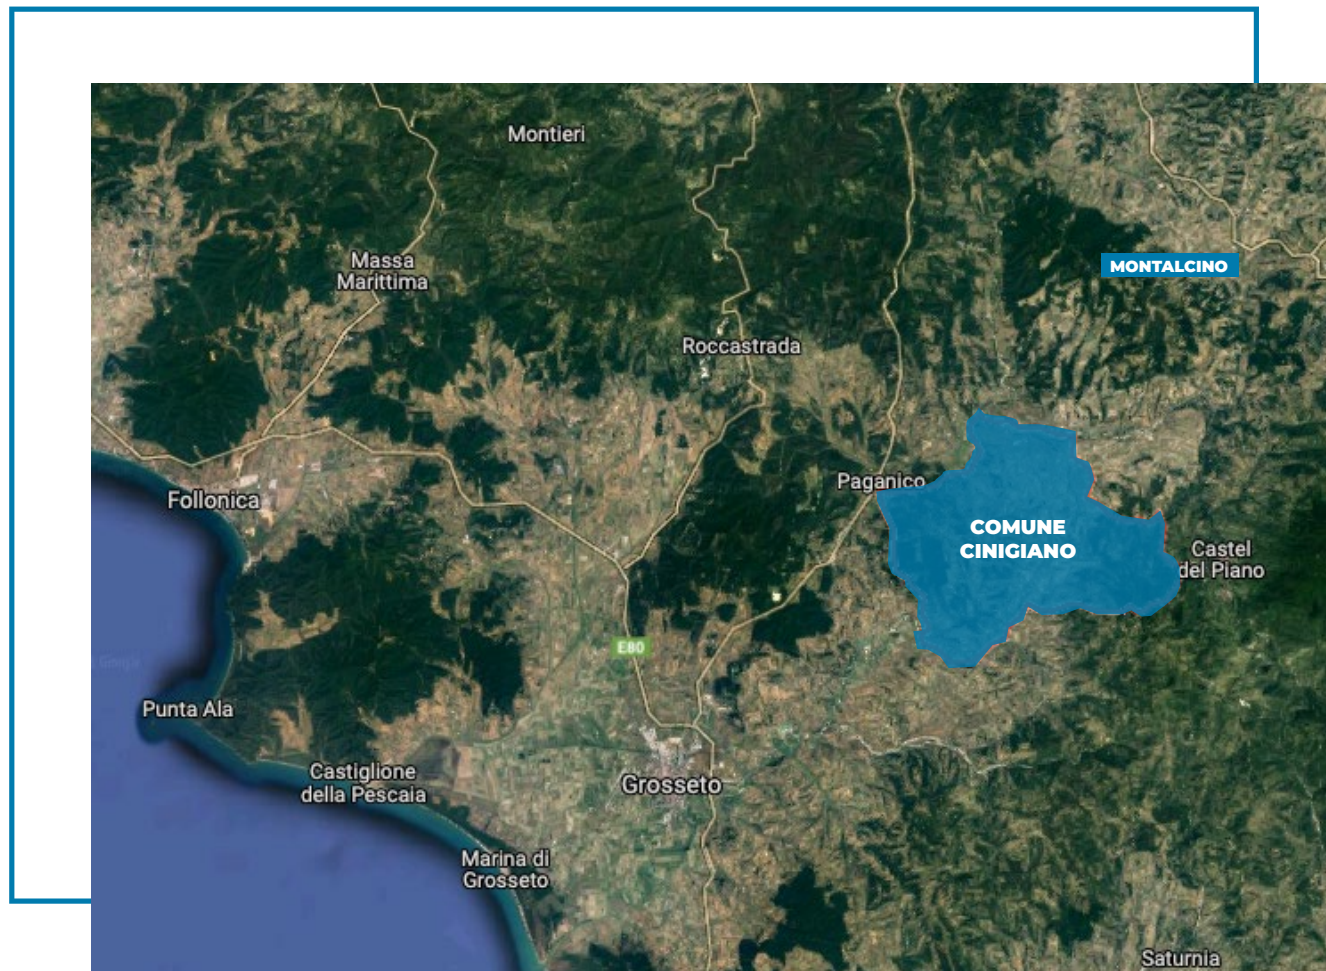 Montieri
Massa
Marittima
MONTALCINO
Roccastrada
Paganico
Follonica
COMUNE
CINIGIANO
Castel
del Piano
E80
Punta Ala
Castiglione
della Pescaia
Grosseto
Marina di
Grosseto
Saturnia